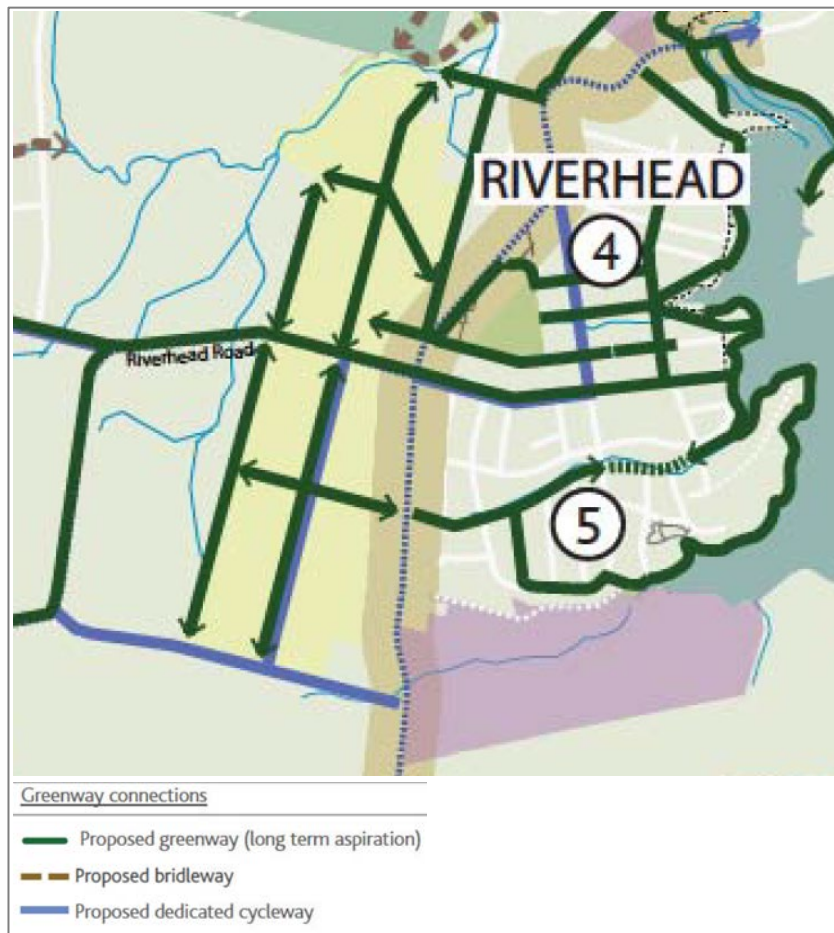 RIVERHEAD
4
Riverhead Road
5
Greenway connections
Proposed greenway (long term aspiration)
Proposed bridleway
Proposed dedicated cycleway